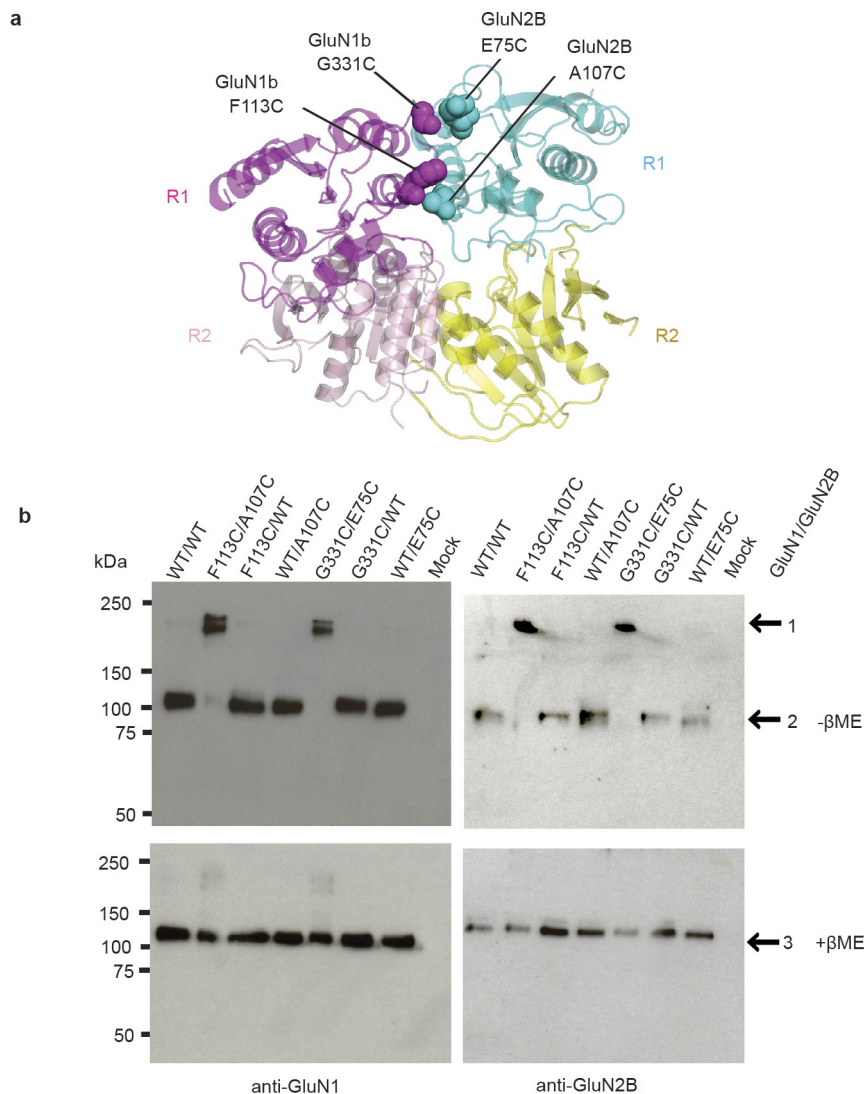 a
GluN1b
F113C
GluN1b
G331C
GluN2B
E75C
GluN2B
A107C
R1
R1
R2
R2
b
kDa
WT/WT
F113C/A107C
F113C/WT
WT/A107C
G331C/E75C
G331C/WT
WT/E75C
Mock
WT/WT
F113C/A107C
F113C/WT
WT/A107C
G331C/E75C
G331C/WT
WT/E75C
Mock
GluN1/GluN2B
250
150
100
75
50
1
2 -βME
250
150
100
75
50
3 +βME
anti-GluN1
anti-GluN2B